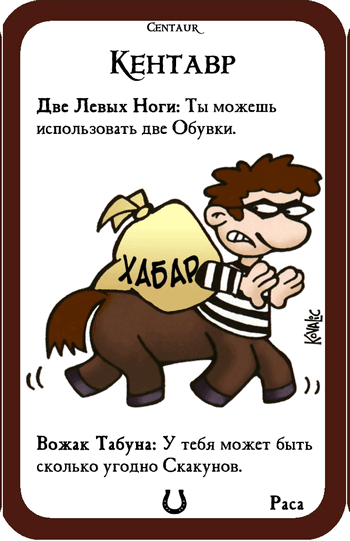 Centaur
Кентавр
Две Левых Ноги: Ты можешь
использовать две Обувки.
ХАБАР
Kovalic
Вожак Табуна: У тебя может быть
сколько угодно Скакунов.
Раса